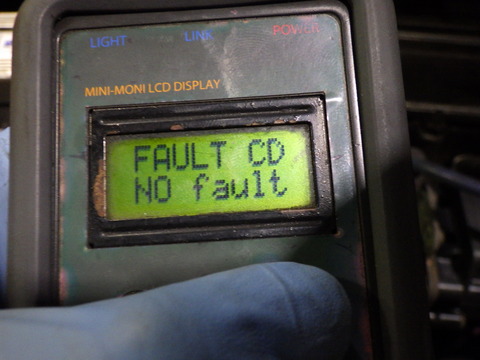 LIGHT LINK POWER
MINI-MONI LCD DISPLAY
FAULT CD
NO fault